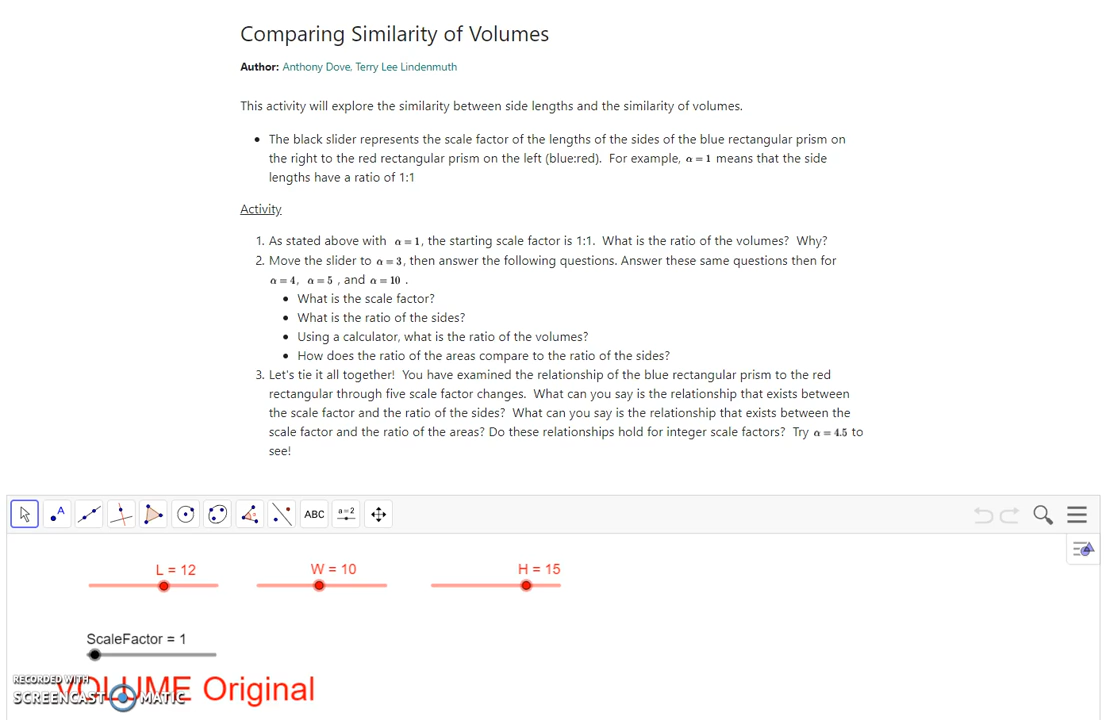 Comparing Similarity of Volumes
Author: Anthony Dove, Terry Lee Lindenmuth
This activity will explore the similarity between side lengths and the similarity of volumes.
• The black slider represents the scale factor of the lengths of the sides of the blue rectangular prism on
the right to the red rectangular prism on the left (blue:red).  For example, α = 1 means that the side
lengths have a ratio of 1:1
Activity
1. As stated above with α = 1, the starting scale factor is 1:1.  What is the ratio of the volumes?  Why?
2. Move the slider to α = 3, then answer the following questions. Answer these same questions then for
α = 4, α = 5 , and α = 10 .
• What is the scale factor?
• What is the ratio of the sides?
• Using a calculator, what is the ratio of the volumes?
• How does the ratio of the areas compare to the ratio of the sides?
3. Let's tie it all together!  You have examined the relationship of the blue rectangular prism to the red
rectangular through five scale factor changes.  What can you say is the relationship that exists between
the scale factor and the ratio of the sides?  What can you say is the relationship that exists between the
scale factor and the ratio of the areas? Do these relationships hold for integer scale factors?  Try α = 4.5 to
see!
A
ABC
a=2
L = 12
W = 10
H = 15
ScaleFactor = 1
VOLUME Original
RECORDED WITH
SCREENCAST MATIC